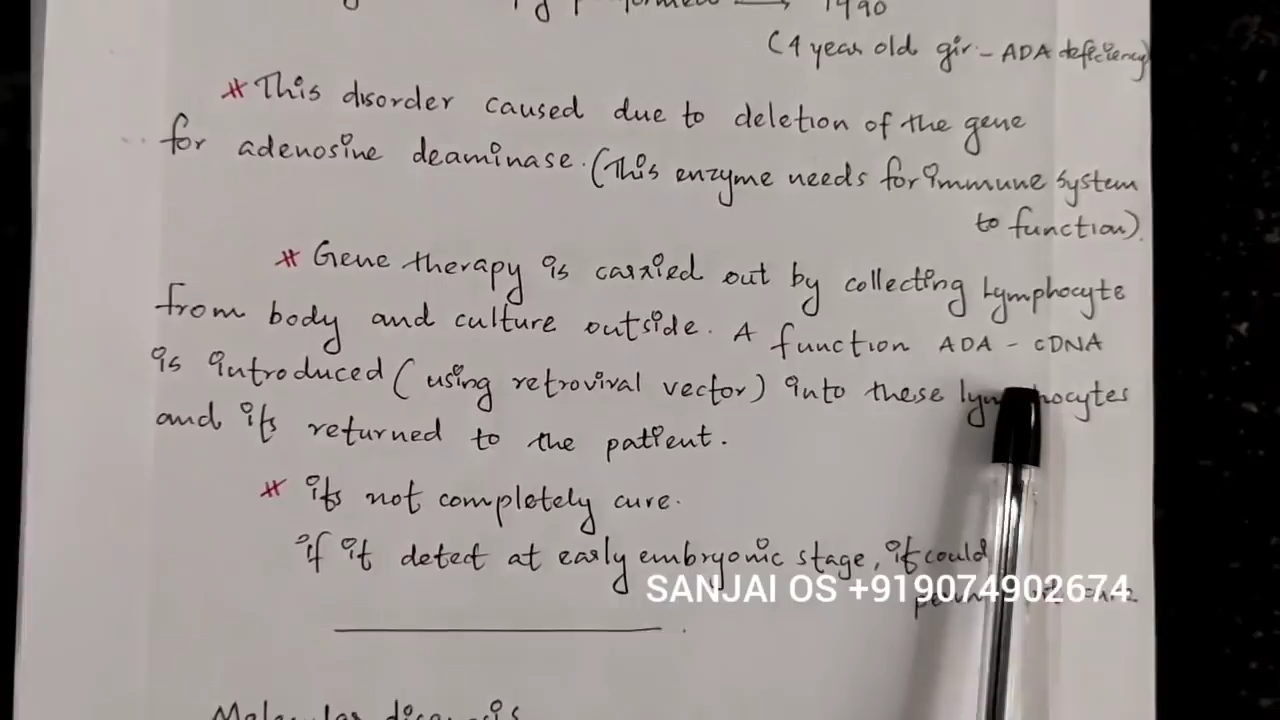 1990
(4 year old gir - ADA deficiency)
* This disorder caused due to deletion of the gene
for adenosine deaminase. (This enzyme needs for immune system
to function).
* Gene therapy is carried out by collecting Lymphocyte
from body and culture outside. A function ADA - cDNA
is introduced (using retroviral vector) into these lymphocytes
and its returned to the patient.
* its not completely cure.
if it detect at early embryonic stage, it could
SANJAI OS +919074902674